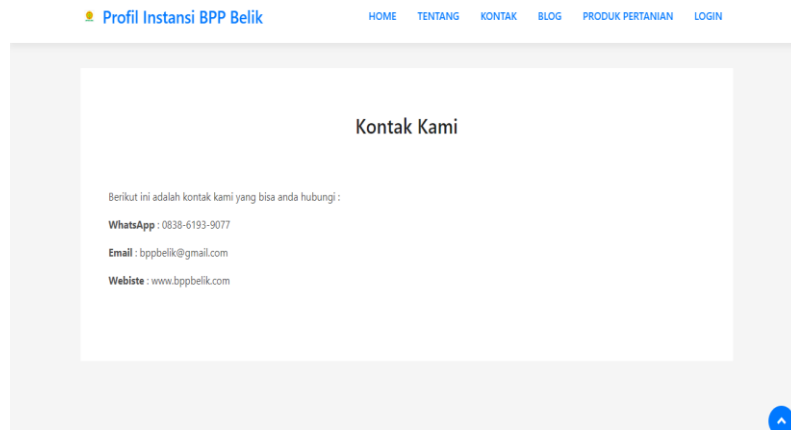 Profil Instansi BPP Belik
HOME TENTANG KONTAK BLOG PRODUK PERTANIAN LOGIN
Kontak Kami
Berikut ini adalah kontak kami yang bisa anda hubungi :
WhatsApp : 0838-6193-9077
Email : bppbelik@gmail.com
Webiste : www.bppbelik.com